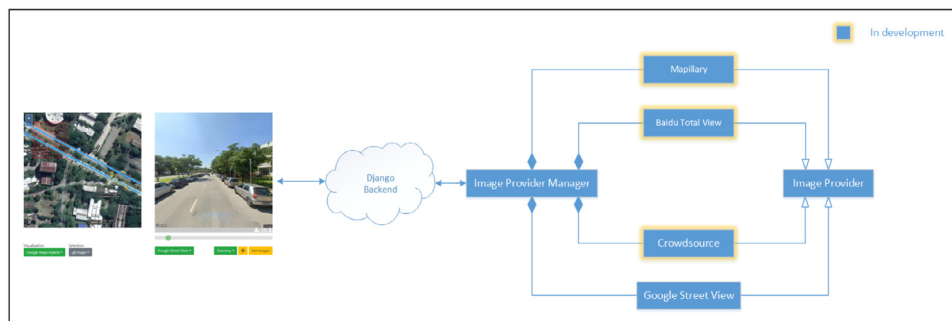 In development
Mapillary
Baidu Total View
Django
Backend
Image Provider Manager
Image Provider
Visualization
Selection
Google Maps Hybrid
Image
Google Street View
Crowdsource
Google Street View